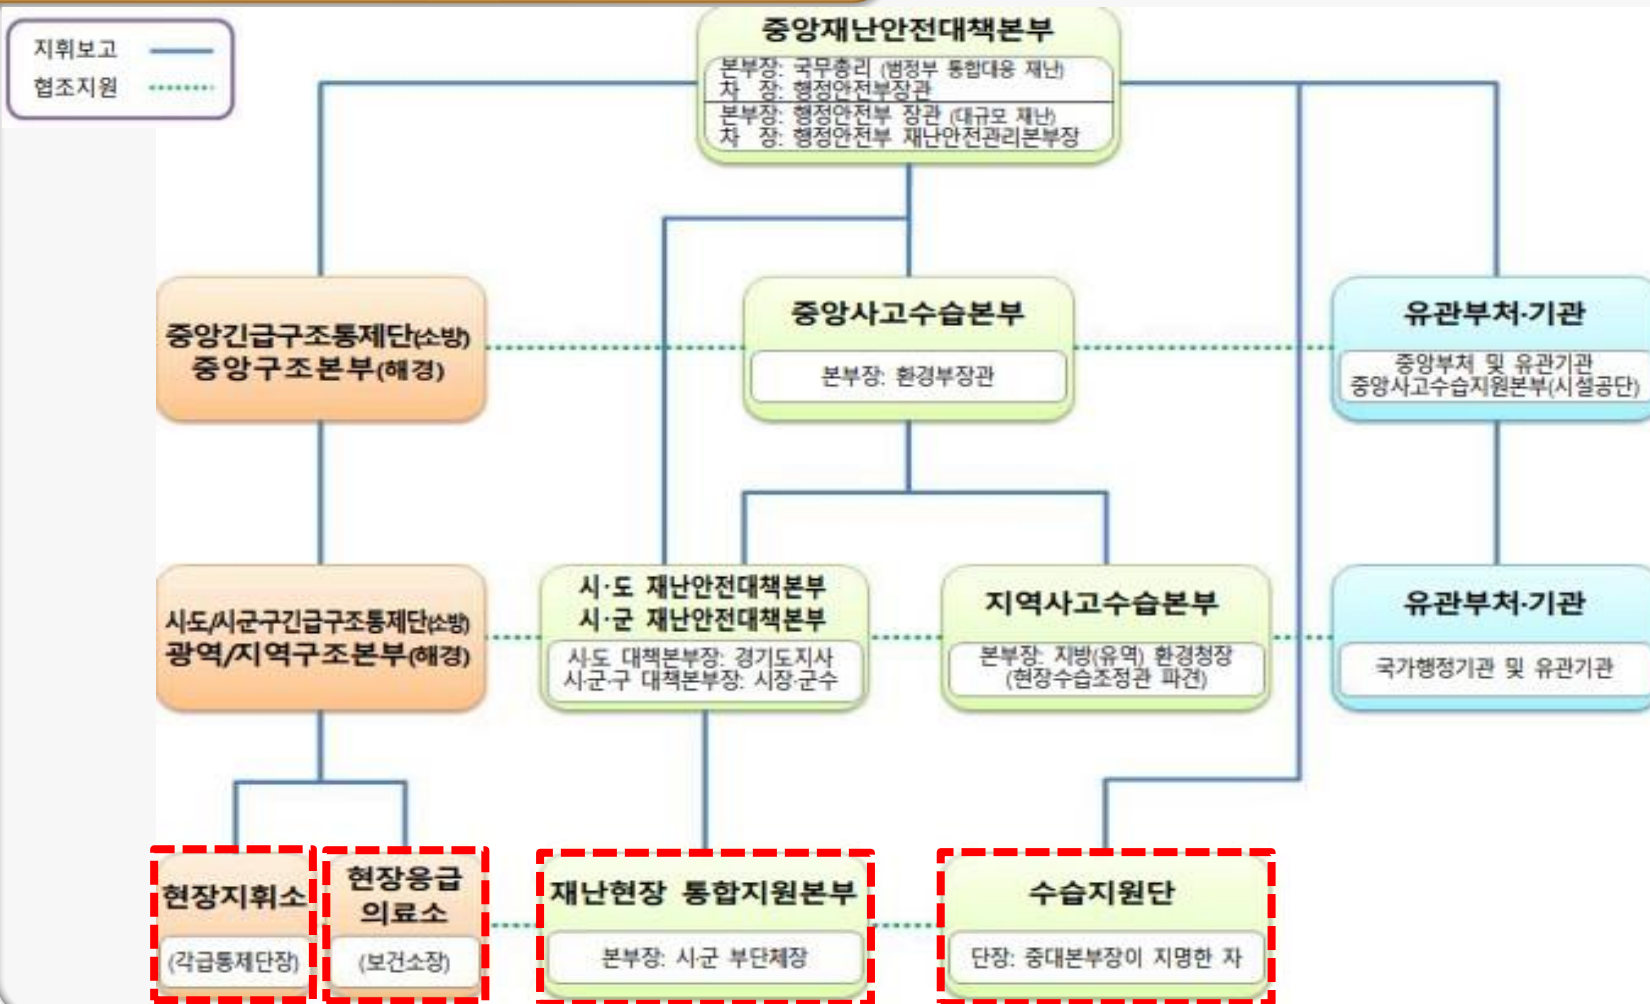 지휘보고
협조지원
중앙재난안전대책본부
본부장: 국무총리 (범정부 통합대응 재난)
차 장: 행정안전부장관
본부장: 행정안전부 장관 (대규모 재난)
차 장: 행정안전부 재난안전관리본부장
중앙긴급구조통제단(소방)
중앙구조본부(해경)
중앙사고수습본부
본부장: 환경부장관
유관부처·기관
중앙부처 및 유관기관
중앙사고수습지원본부(시설공단)
시도/시군구긴급구조통제단(소방)
광역/지역구조본부(해경)
시·도 재난안전대책본부
시·군 재난안전대책본부
시·도 대책본부장: 경기도지사
시·군·구 대책본부장: 시장·군수
지역사고수습본부
본부장: 지방(유역) 환경청장
(현장수습조정관 파견)
유관부처·기관
국가행정기관 및 유관기관
현장지휘소
(각급통제단장)
현장응급
의료소
(보건소장)
재난현장 통합지원본부
본부장: 시·군 부단체장
수습지원단
단장: 중대본부장이 지명한 자